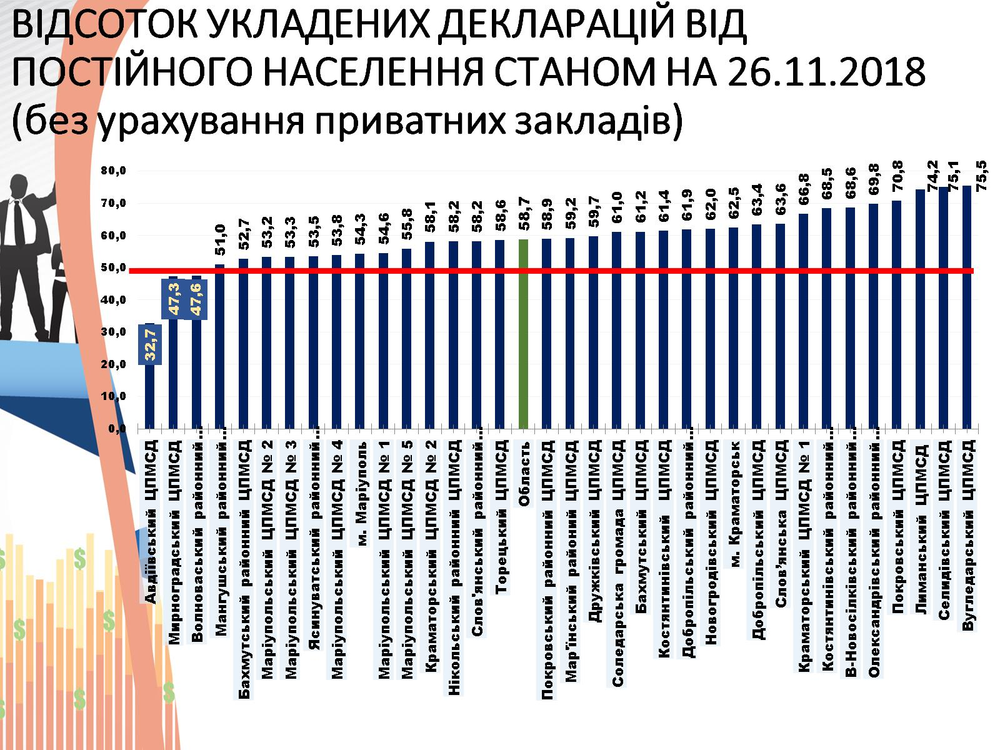 ВІДСОТОК УКЛАДЕНИХ ДЕКЛАРАЦІЙ ВІД
ПОСТІЙНОГО НАСЕЛЕННЯ СТАНОМ НА 26.11.2018
(без урахування приватних закладів)
80,0
70,0
60,0
50,0
40,0
30,0
20,0
10,0
0,0
32,7
47,3
47,6
51,0
52,7
53,2
53,3
53,5
53,8
54,3
54,6
55,8
58,1
58,2
58,2
58,6
58,7
58,9
59,2
59,7
61,0
61,2
61,4
61,9
62,0
62,5
63,4
63,6
66,8
68,5
68,6
69,8
70,8
74,2
75,1
75,5
Авдіївський ЦПМСД
Мирноградський ЦПМСД
Волноваський районний...
Мангушський районний...
Бахмутський районний ЦПМСД
Маріупольський ЦПМСД № 2
Маріупольський ЦПМСД № 3
Ясинуватський районний...
Маріупольський ЦПМСД № 4
м. Маріуполь
Маріупольський ЦПМСД № 1
Маріупольський ЦПМСД № 5
Краматорський ЦПМСД № 2
Нікольський районний ЦПМСД
Слов'янський районний...
Торецький ЦПМСД
Область
Покровський районний ЦПМСД
Мар'їнський районий ЦПМСД
Дружківський ЦПМСД
Соледарська громада ЦПМСД
Бахмутський ЦПМСД
Костянтинівський ЦПМСД
Добропільський районний...
Новогродівський ЦПМСД
м. Краматорськ
Добропільський ЦПМСД
Слов’янська ЦПМСД
Краматорський ЦПМСД № 1
Костянтинівський районний...
В-Новосілківський районний...
Олександрівський районний...
Покровський ЦПМСД
Лиманський ЦПМСД
Селидівський ЦПМСД
Вугледарський ЦПМСД
$
$
$
$
$
$
$